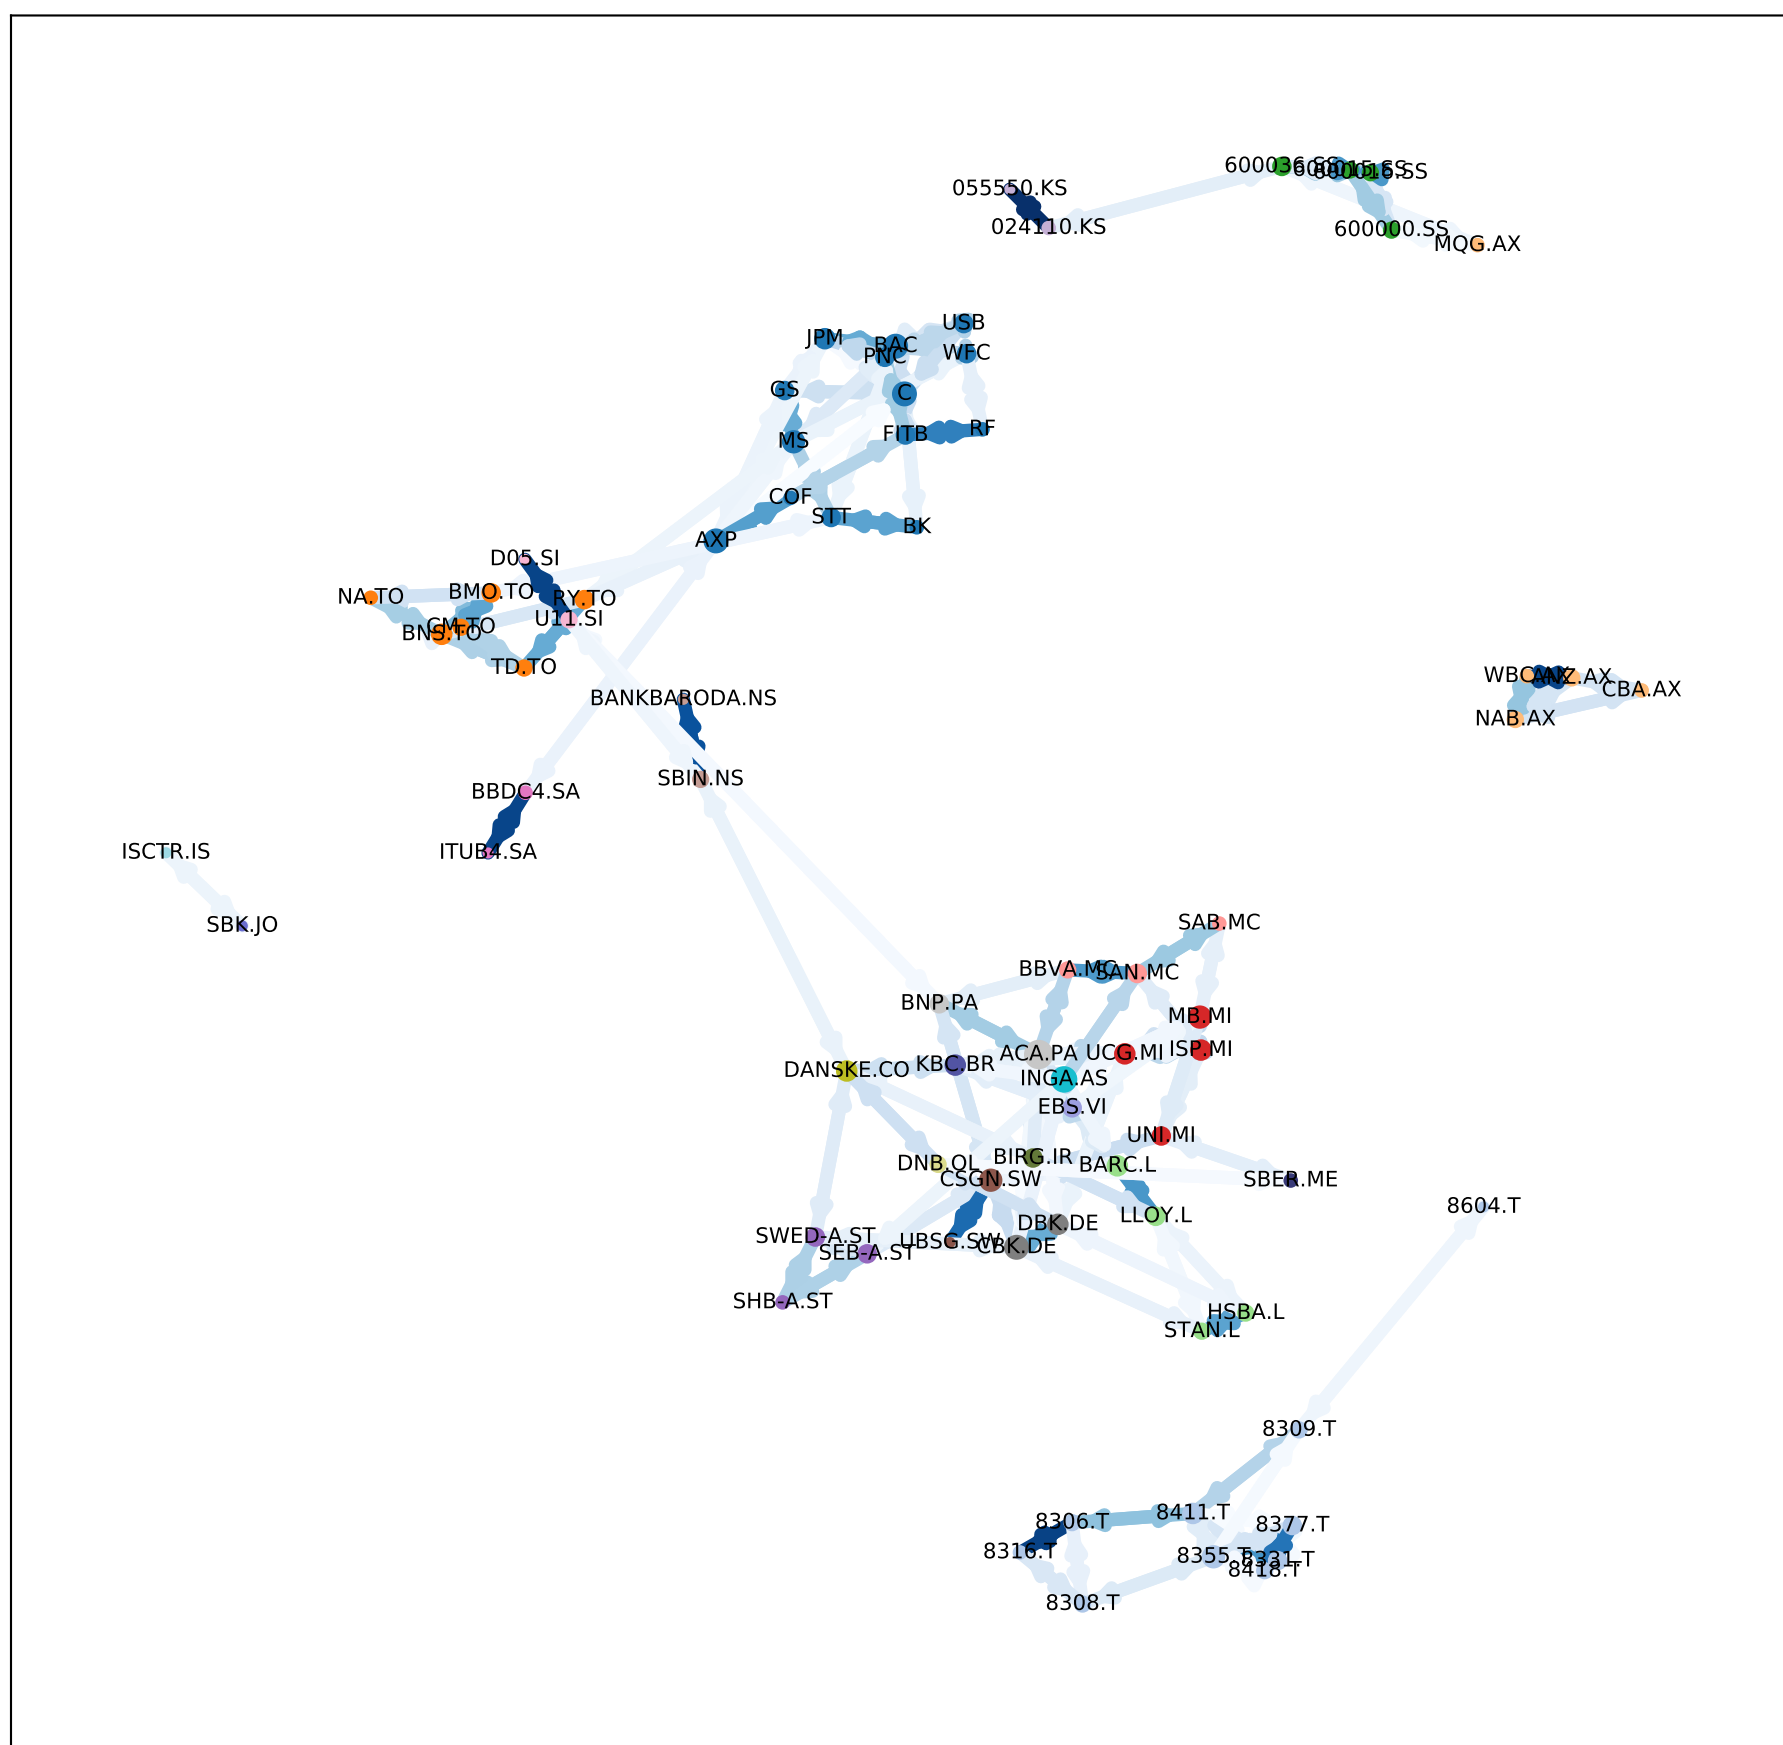 600036.SS
600015.SS
600016.SS
055550.KS
024110.KS
600000.SS
MQG.AX
USB
JPM
BAC
PNC
WFC
GS
C
FITB
RF
MS
COF
STT
BK
AXP
D05.SI
NA.TO
BMO.TO
RY.TO
U11.SI
CM.TO
BNS.TO
TD.TO
WBC.AX
ANZ.AX
CBA.AX
NAB.AX
BANKBARODA.NS
SBIN.NS
BBDC4.SA
ITUB4.SA
ISCTR.IS
SBK.JO
SAB.MC
BBVA.MC
SAN.MC
BNP.PA
MB.MI
ACA.PA
UCG.MI
ISP.MI
DANSKE.CO
KBC.BR
INGA.AS
EBS.VI
UNI.MI
DNB.OL
BIRG.IR
BARC.L
CSGN.SW
SBER.ME
8604.T
LLOY.L
DBK.DE
SWED-A.ST
UBSG.SW
CBK.DE
SEB-A.ST
SHB-A.ST
HSBA.L
STAN.L
8309.T
8411.T
8306.T
8377.T
8316.T
8355.T
8331.T
8418.T
8308.T